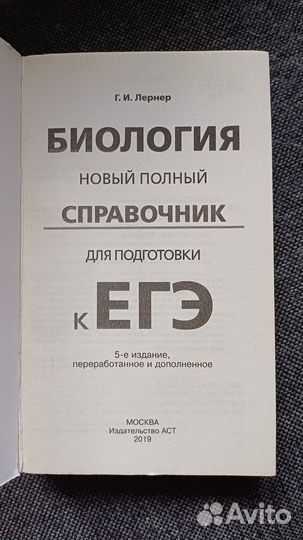 Г. И. Лернер
БИОЛОГИЯ
НОВЫЙ ПОЛНЫЙ
СПРАВОЧНИК
ДЛЯ ПОДГОТОВКИ
К ЕГЭ
5-е издание,
переработанное и дополненное
МОСКВА
Издательство АСТ
2019
Avito